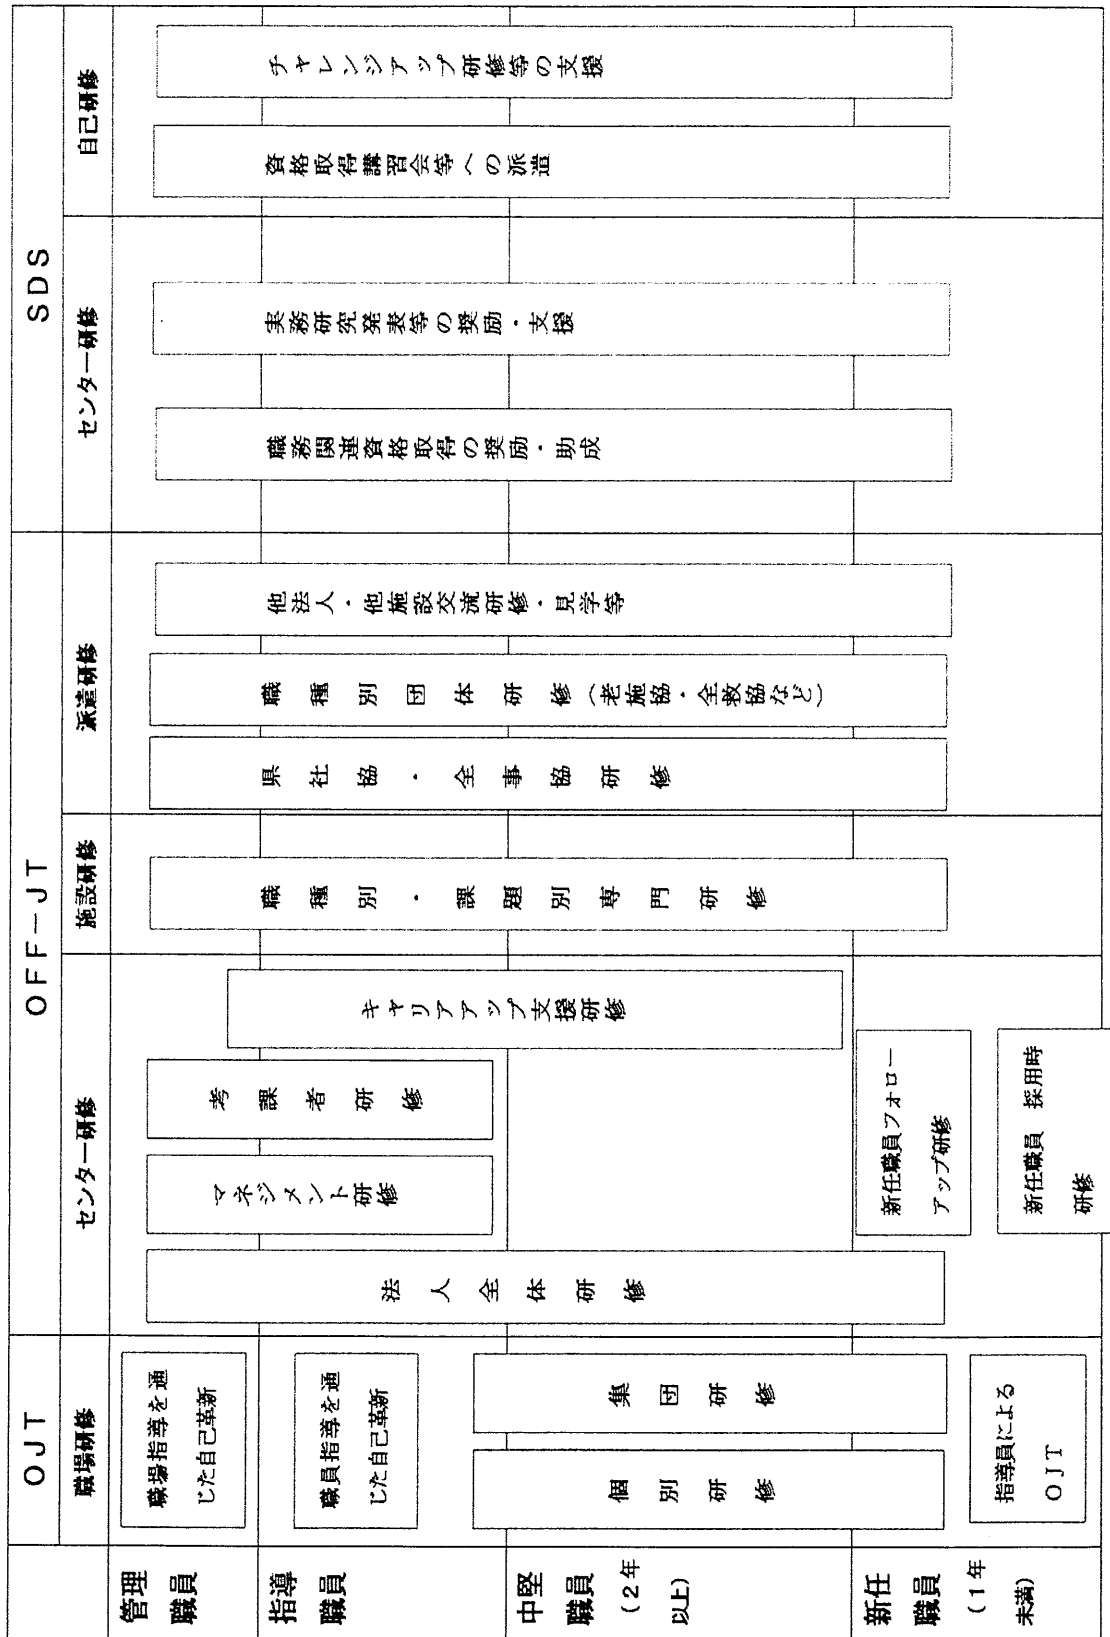 OJT
OFF-JT
SDS
職場研修
センター研修
施設研修
派遣研修
センター研修
自己研修
管理
職員
職場指導を通
じた自己革新
指導
職員
職員指導を通
じた自己革新
中堅
職員
(2年
以上)
新任
職員
(1年
未満)
個別研修
集団研修
指導員による
OJT
法人全体研修
マネジメント研修
考課者研修
キャリアアップ支援研修
新任職員フォロー
アップ研修
新任職員 採用時
研修
職種別・課題別専門研修
県社協・全事協研修
職種別団体研修(老施協・全救協など)
他法人・他施設交流研修・見学等
職務関連資格取得の奨励・助成
実務研究発表等の奨励・支援
資格取得講習会等への派遣
チャレンジアップ研修等の支援